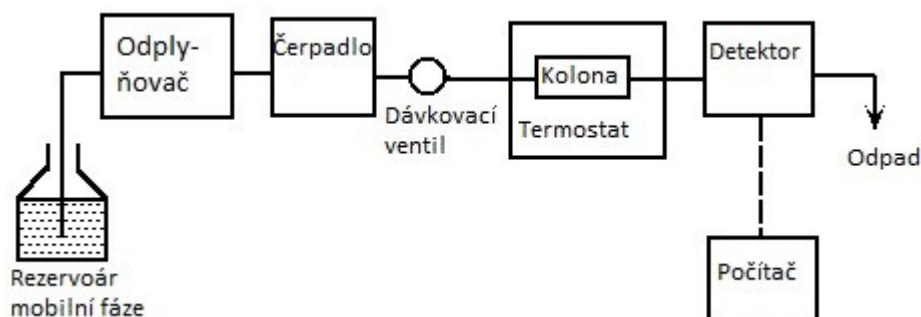 Odply-
ňovač
Čerpadlo
Dávkovací
ventil
Kolona
Termostat
Detektor
Odpad
Počítač
Rezervoár
mobilní fáze